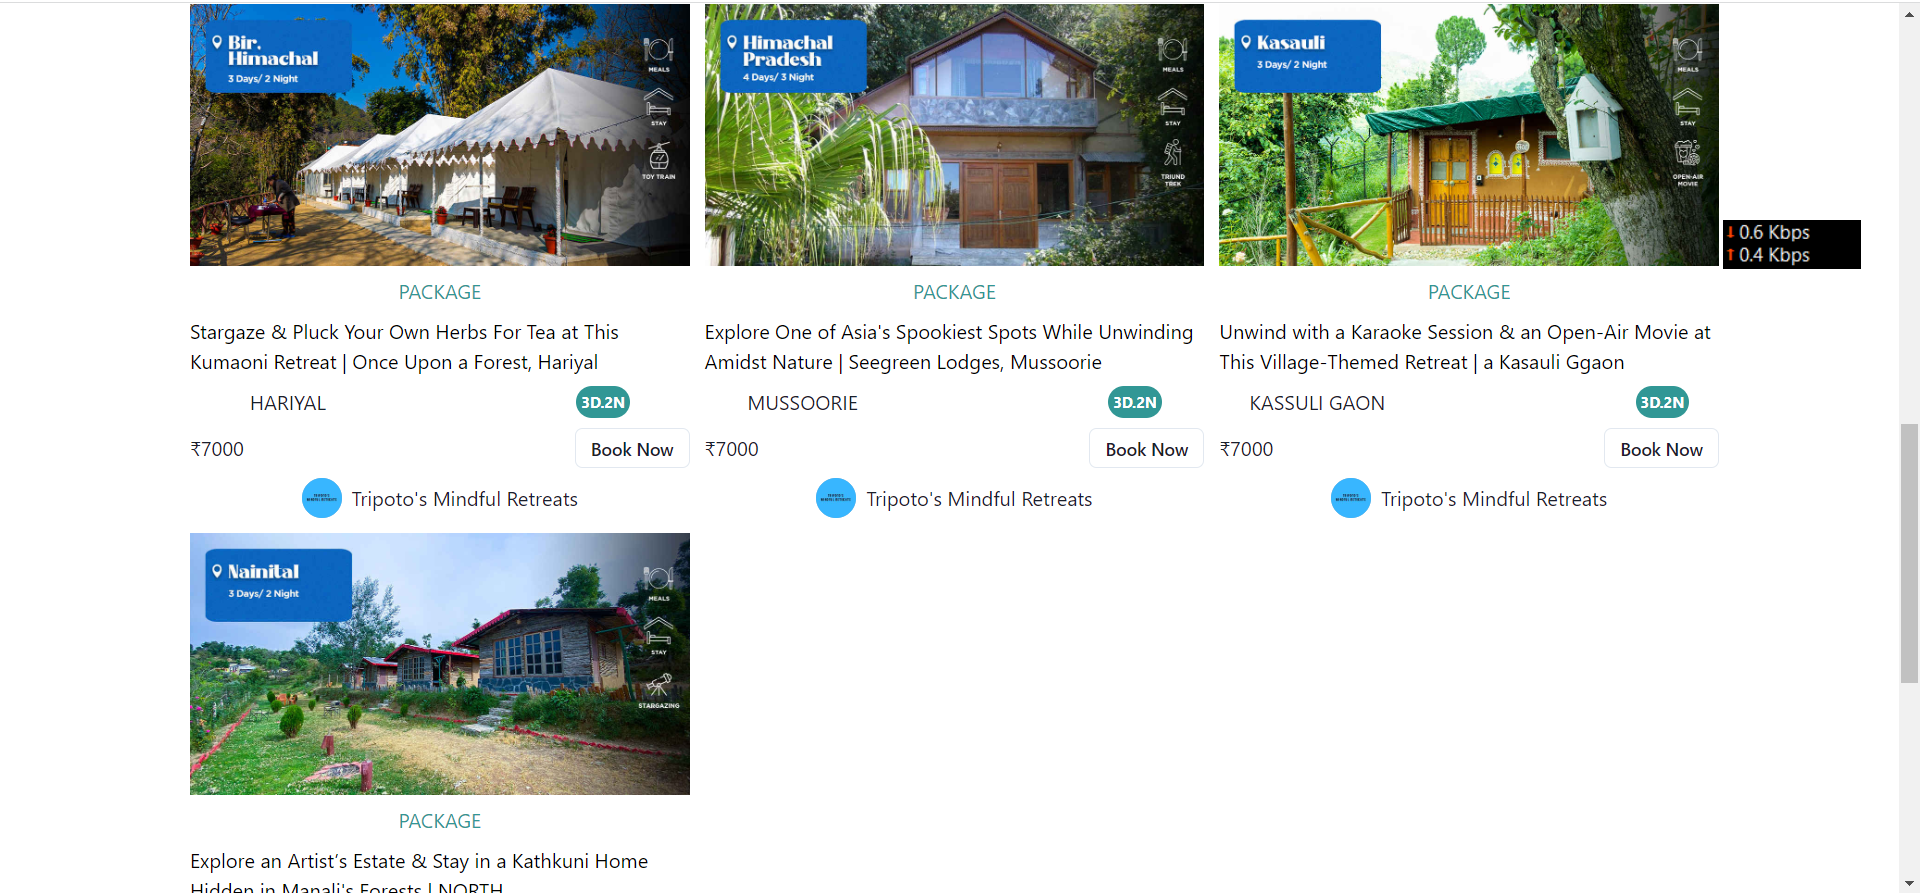 Bir,
Himachal
3 Days/ 2 Night
MEALS
STAY
TOY TRAIN
Himachal
Pradesh
4 Days/ 3 Night
MEALS
STAY
TRIUND
TREK
Kasauli
3 Days/ 2 Night
MEALS
STAY
OPEN-AIR
MOVIE
↓ 0.6 Kbps
↑ 0.4 Kbps
PACKAGE
Stargaze & Pluck Your Own Herbs For Tea at This
Kumaoni Retreat | Once Upon a Forest, Hariyal
HARIYAL
3D.2N
₹7000
Book Now
Tripoto's Mindful Retreats
PACKAGE
Explore One of Asia's Spookiest Spots While Unwinding
Amidst Nature | Seegreen Lodges, Mussoorie
MUSSOORIE
3D.2N
₹7000
Book Now
Tripoto's Mindful Retreats
PACKAGE
Unwind with a Karaoke Session & an Open-Air Movie at
This Village-Themed Retreat | a Kasauli Ggaon
KASSULI GAON
3D.2N
₹7000
Book Now
Tripoto's Mindful Retreats
Nainital
3 Days/ 2 Night
MEALS
STAY
STARGAZING
PACKAGE
Explore an Artist’s Estate & Stay in a Kathkuni Home
Hidden in Manali's Forests | NORTH